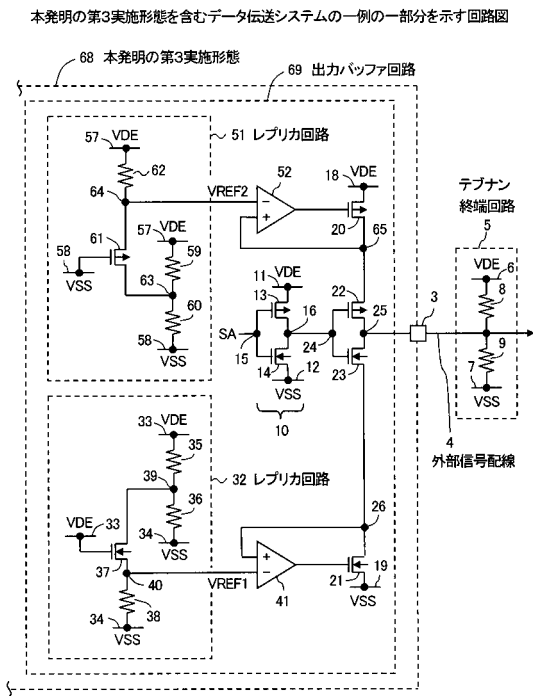 本発明の第3実施形態を含むデータ伝送システムの一例の一部分を示す回路図
68 本発明の第3実施形態
69 出力バッファ回路
51 レプリカ回路
57
VDE
62
64
VREF2
52
18
VDE
20
65
テブナン
終端回路
5
61
57
VDE
59
58
VSS
63
60
58
VSS
11
VDE
13
16
22
25
3
VDE
6
8
SA
15
14
12
VSS
10
24
23
9
7
VSS
4
外部信号配線
33
VDE
35
39
32 レプリカ回路
36
VDE
33
34
VSS
37
40
VREF1
41
26
21
19
VSS
38
34
VSS